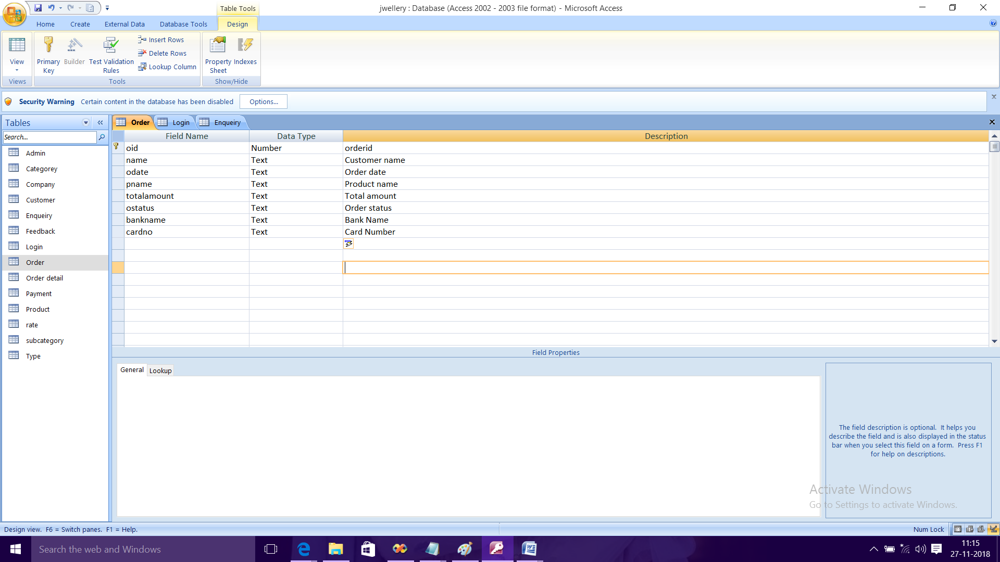 Table Tools
jwellery : Database (Access 2002 - 2003 file format) - Microsoft Access
Home Create External Data Database Tools Design
View
Views
Primary Key
Builder
Test Validation Rules
Insert Rows
Delete Rows
Lookup Column
Tools
Property Sheet
Indexes
Show/Hide
Security Warning Certain content in the database has been disabled Options...
Tables
Search...
Admin
Categorey
Company
Customer
Enqueiry
Feedback
Login
Order
Order detail
Payment
Product
rate
subcategory
Type
Order Login Enqueiry
Field Name Data Type Description
oid Number orderid
name Text Customer name
odate Text Order date
pname Text Product name
totalamount Text Total amount
ostatus Text Order status
bankname Text Bank Name
cardno Text Card Number
Field Properties
General Lookup
The field description is optional. It helps you
describe the field and is also displayed in the status
bar when you select this field on a form. Press F1
for help on descriptions.
Activate Windows
Go to Settings to activate Windows.
Design view. F6 = Switch panes. F1 = Help.
Num Lock
Search the web and Windows
11:15
27-11-2018